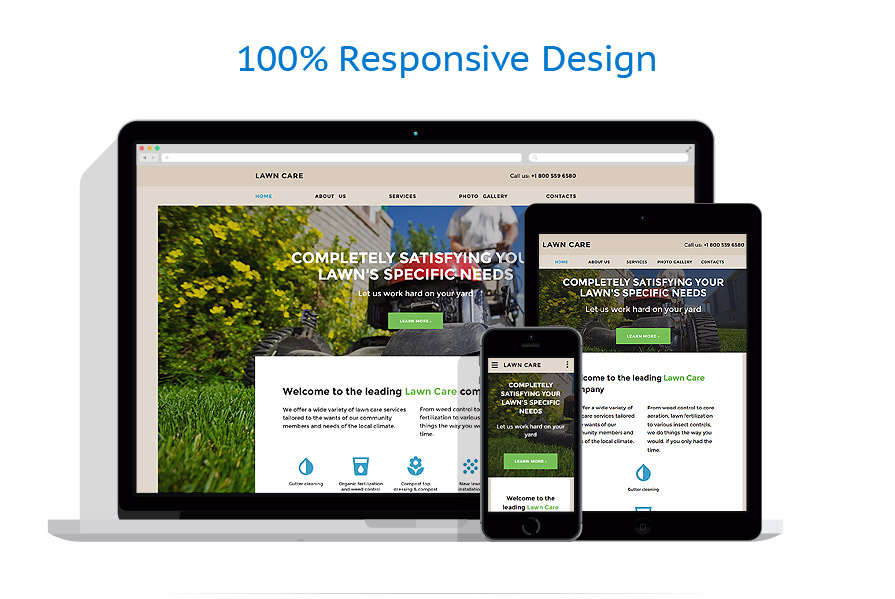 100% Responsive Design
LAWN CARE
Call us: +1 800 559 6580
HOME ABOUT US SERVICES PHOTO GALLERY CONTACTS
COMPLETELY SATISFYING YOU
LAWN'S SPECIFIC NEEDS
Let us work hard on your yard
LEARN MORE ›
Welcome to the leading Lawn Care com
We offer a wide variety of lawn care services
tailored to the wants of our community
members and needs of the local climate.
From weed control to
fertilization to various
things the way you w
time.
Gutter cleaning
Organic fertilization
and weed control
Compost top
dressing & compost
New law
installatio
LAWN CARE
Call us: +1 800 559 6580
HOME ABOUT US SERVICES PHOTO GALLERY CONTACTS
COMPLETELY SATISFYING YOUR
LAWN'S SPECIFIC NEEDS
Let us work hard on your yard
LEARN MORE ›
lcome to the leading Lawn Care
mpany
ffer a wide variety of
care services tailored
e wants of our
munity members and
s of the local climate.
From weed control to core
aeration, lawn fertilization
to various insect controls,
we do things the way you
would, if you only had the
time.
Gutter cleaning
LAWN CARE
COMPLETELY
SATISFYING YOUR
LAWN'S SPECIFIC
NEEDS
Let us work hard on your
yard
LEARN MORE ›
Welcome to the
leading Lawn Care